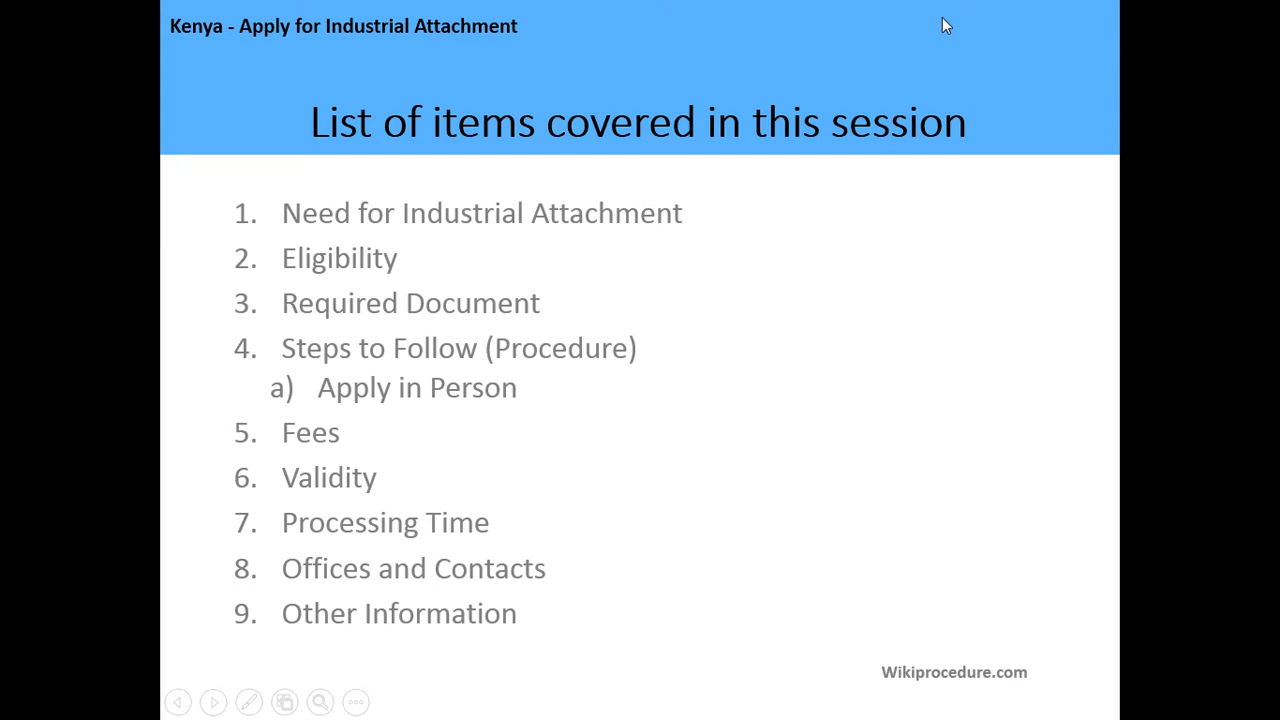 Kenya - Apply for Industrial Attachment
List of items covered in this session
1. Need for Industrial Attachment
2. Eligibility
3. Required Document
4. Steps to Follow (Procedure)
a) Apply in Person
5. Fees
6. Validity
7. Processing Time
8. Offices and Contacts
9. Other Information
Wikiprocedure.com